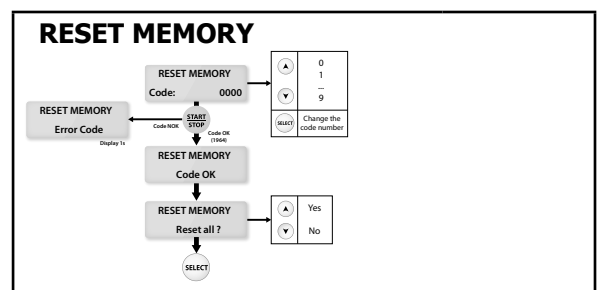 RESET MEMORY
RESET MEMORY
Code: 0000
0
1
...
9
SELECT
Change the
code number
RESET MEMORY
Error Code
Display 1s
Code NOK
START
STOP
Code OK
(1964)
RESET MEMORY
Code OK
RESET MEMORY
Reset all ?
Yes
No
SELECT